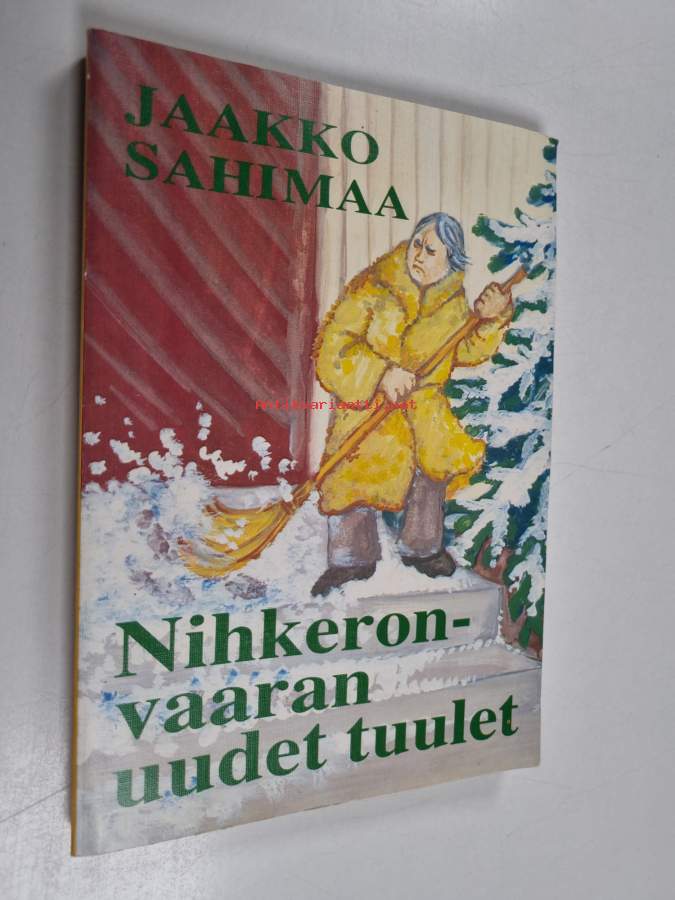 JAAKKO
SAHIMAA
Antikvariaatti.net
Nihkeron-
vaaran
uudet tuulet